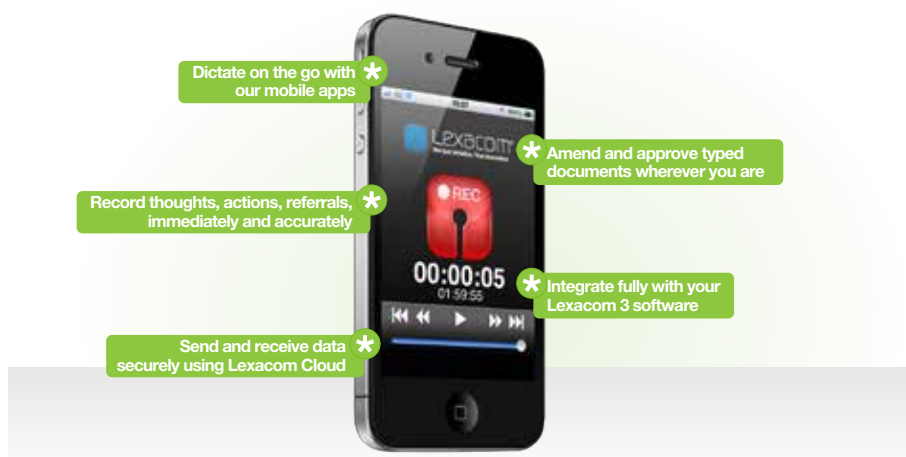 Dictate on the go with
our mobile apps
Lexacom
Amend and approve typed
documents wherever you are
REC
Record thoughts, actions, referrals,
immediately and accurately
00:00:05
01:59:55
Integrate fully with your
Lexacom 3 software
Send and receive data
securely using Lexacom Cloud